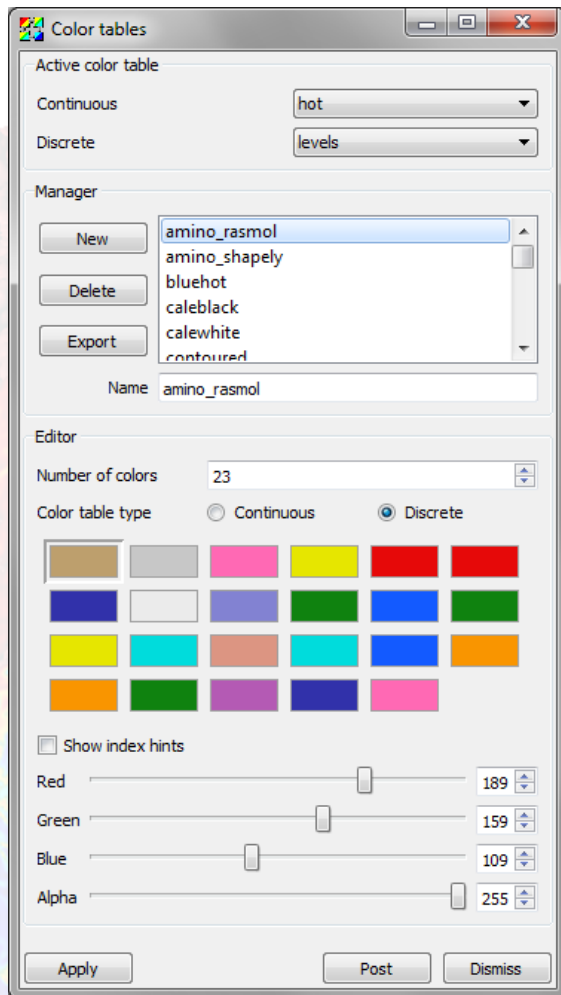 Color tables
Active color table
Continuous hot
Discrete levels
Manager
New
Delete
Export
amino_rasmol
amino_shapely
bluehot
caleblack
calewhite
contoured
Name amino_rasmol
Editor
Number of colors 23
Color table type Continuous Discrete
Show index hints
Red 189
Green 159
Blue 109
Alpha 255
Apply Post Dismiss